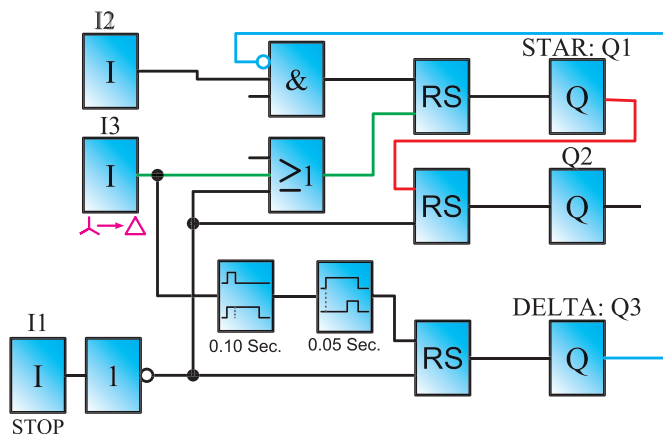 I2
I
&
RS
STAR: Q1
Q
I3
I
≥1
RS
Q2
Q
0.10 Sec.
0.05 Sec.
DELTA: Q3
I1
I
1
RS
Q
STOP